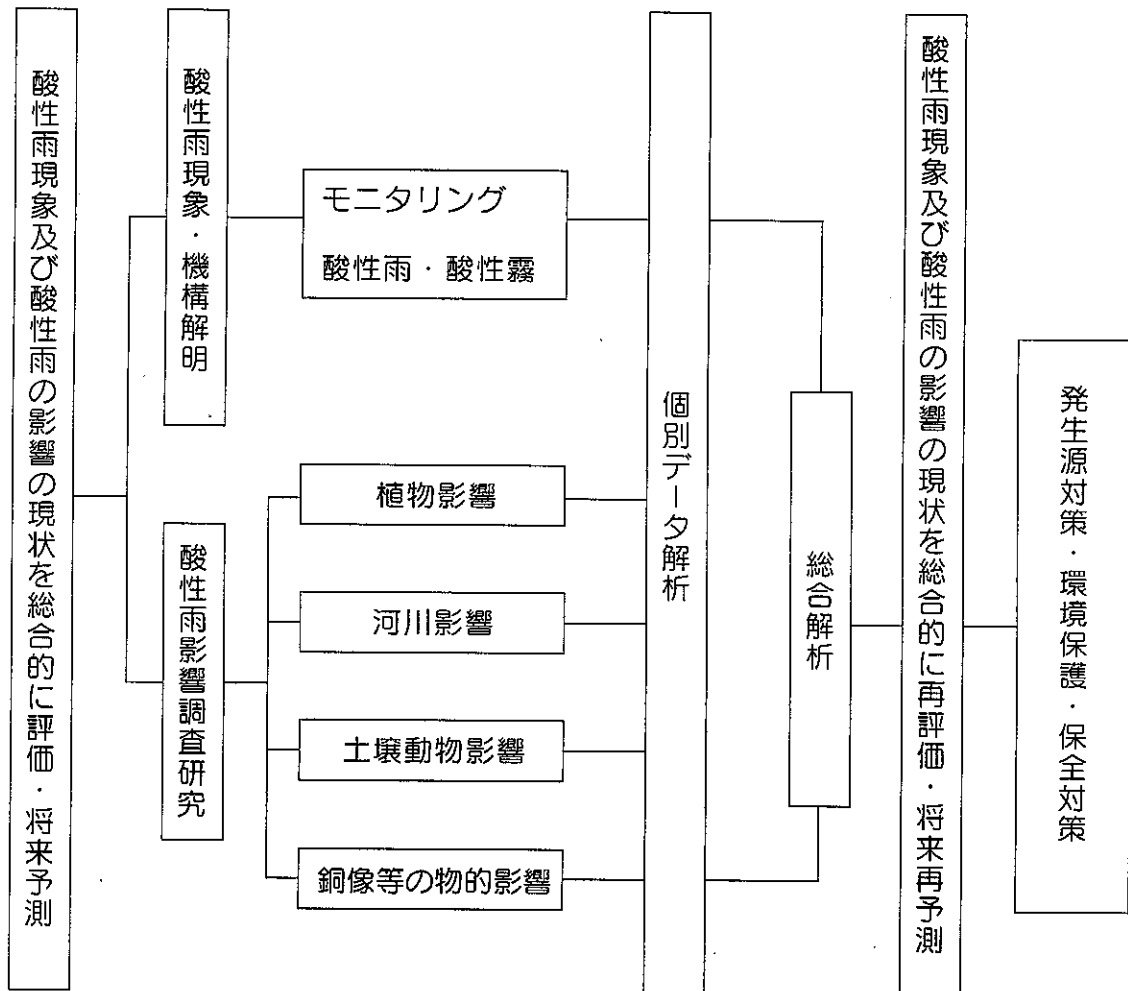 酸性雨現象及び酸性雨の影響の現状を総合的に評価・将来予測
酸性雨現象・機構解明
モニタリング
酸性雨・酸性霧
酸性雨影響調査研究
植物影響
河川影響
土壌動物影響
銅像等の物的影響
個別データ解析
総合解析
酸性雨現象及び酸性雨の影響の現状を総合的に再評価・将来再予測
発生源対策・環境保護・保全対策